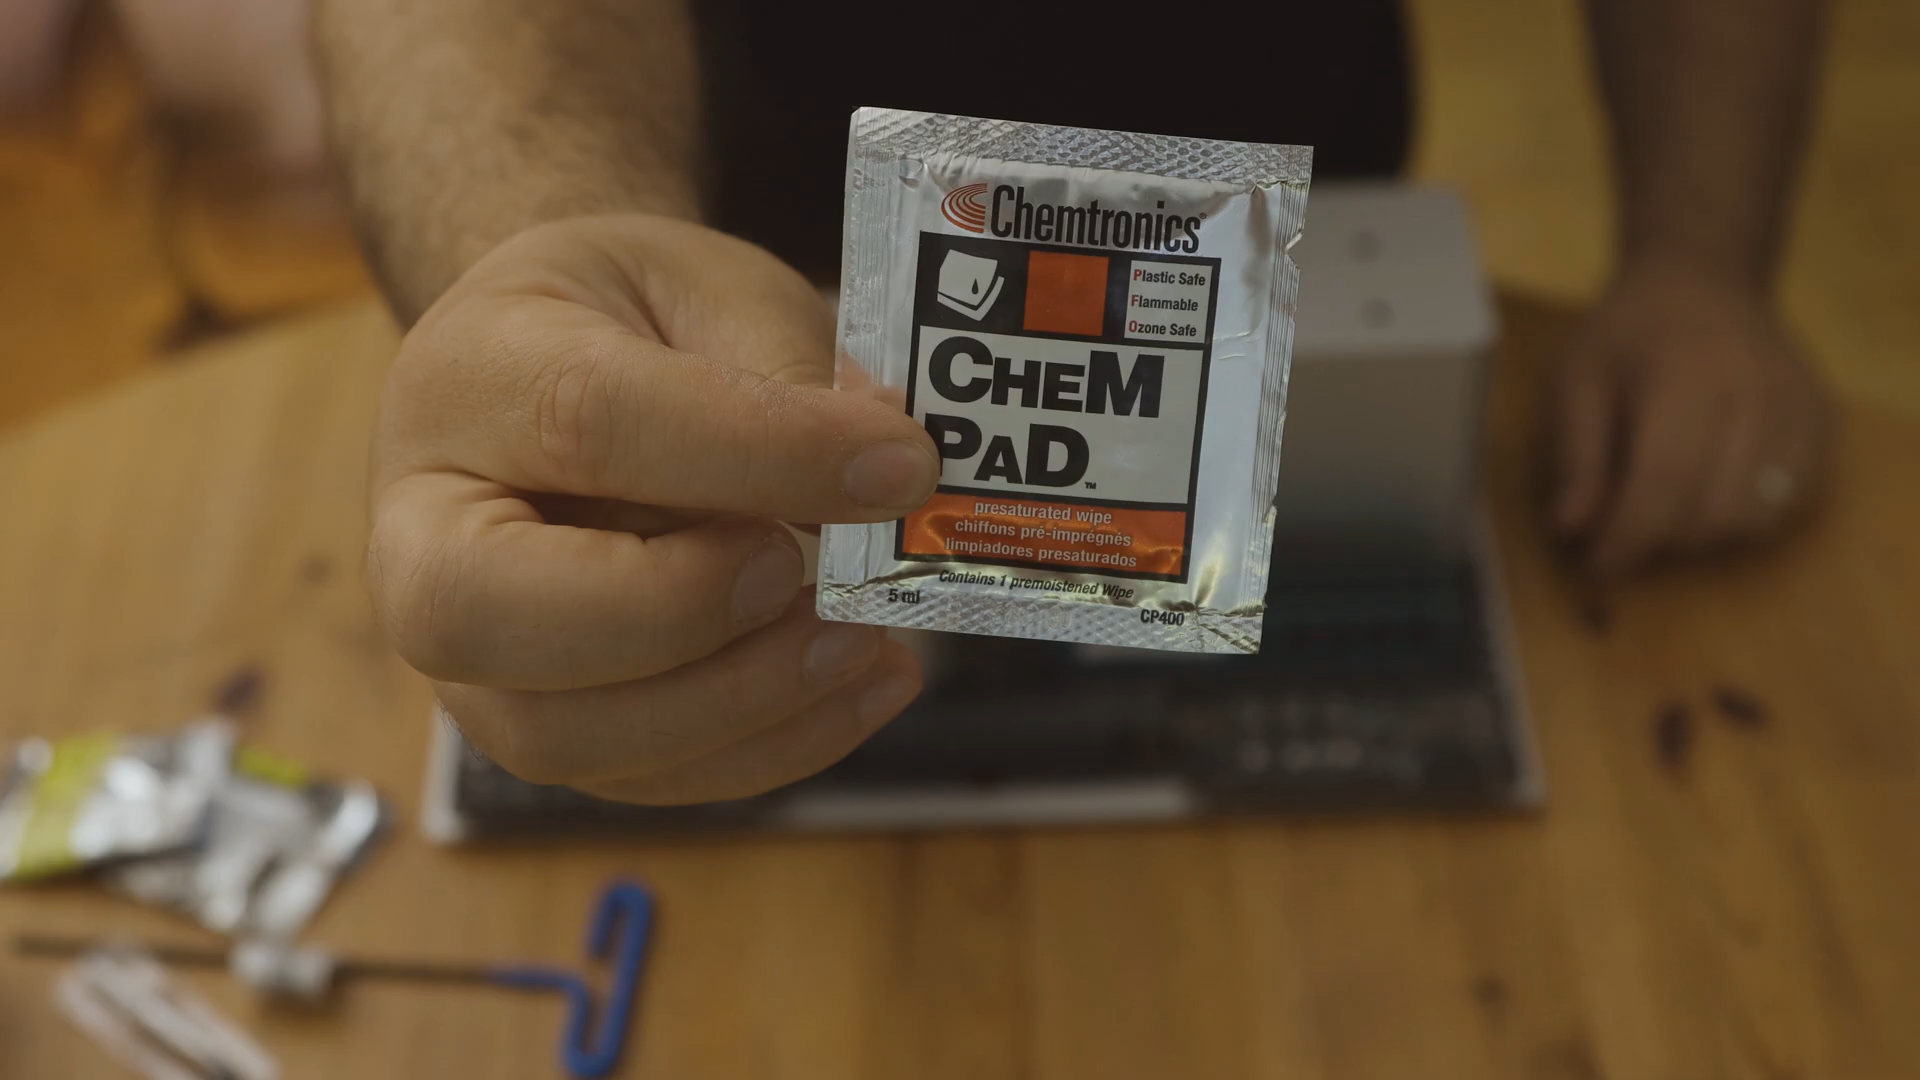 Chemtronics®
Plastic Safe
Flammable
Ozone Safe
CHEM
PAD™
presaturated wipe
chiffons pré-imprégnés
limpiadores presaturados
Contains 1 premoistened Wipe
5 ml
CP400